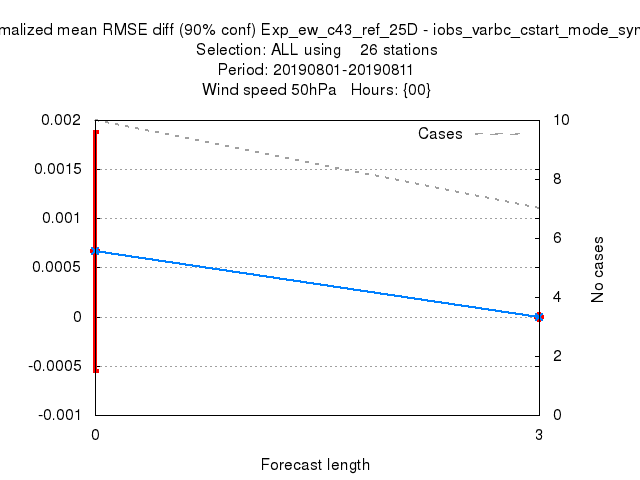 malized mean RMSE diff (90% conf) Exp_ew_c43_ref_25D - iobs_varbc_cstart_mode_syn
Selection: ALL using 26 stations
Period: 20190801-20190811
Wind speed 50hPa Hours: {00}
Cases
0.002
0.0015
0.001
0.0005
0
-0.0005
-0.001
10
8
6
4
2
0
No cases
0
3
Forecast length